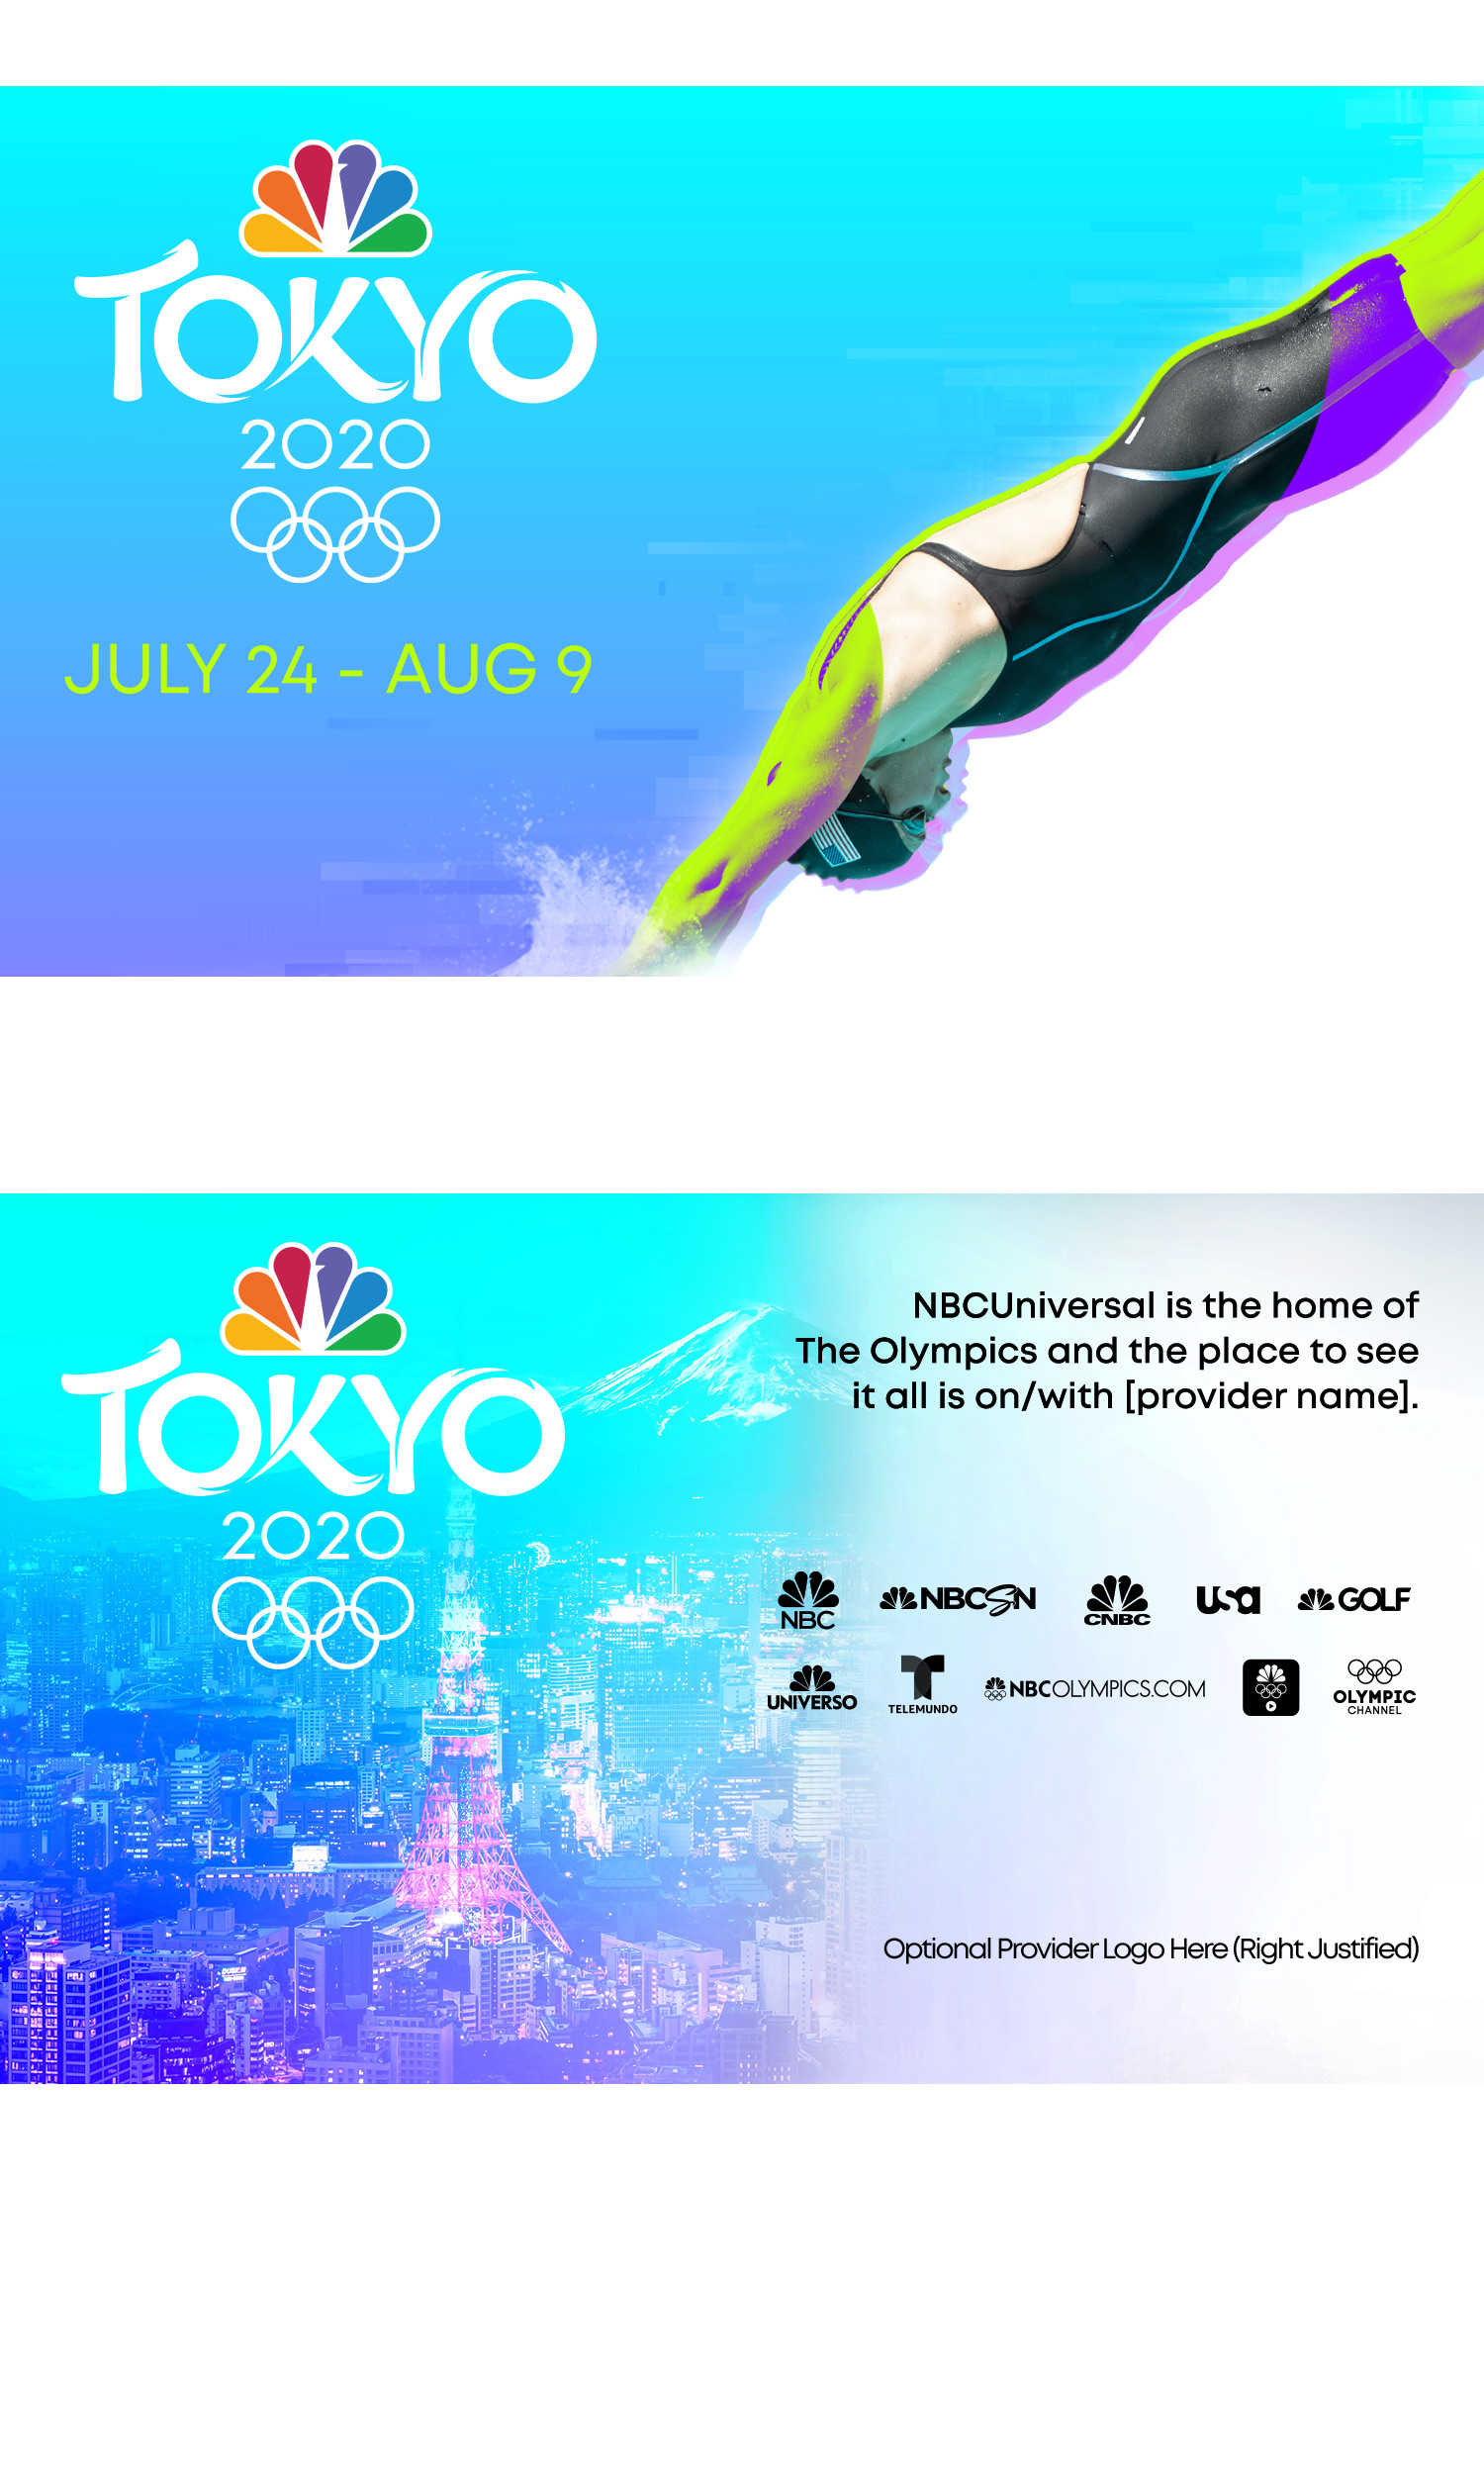 TOKYO
2020
JULY 24 - AUG 9
TOKYO
2020
NBCUniversal is the home of
The Olympics and the place to see
it all is on/with [provider name].
NBC
NBCSN
CNBC
USA
GOLF
UNIVERSO
TELEMUNDO
NBCOLYMPICS.COM
OLYMPIC
CHANNEL
Optional Provider Logo Here (Right Justified)